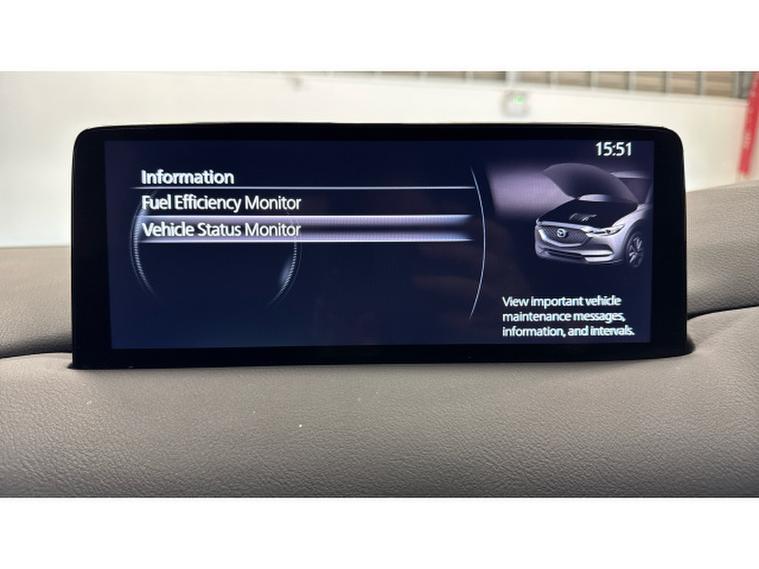 15:51
Information
Fuel Efficiency Monitor
Vehicle Status Monitor
View important vehicle
maintenance messages,
information, and intervals.